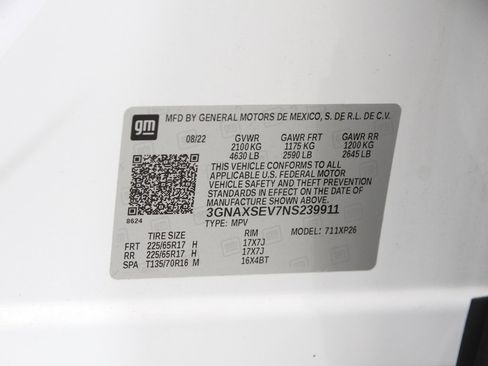 gm
MFD BY GENERAL MOTORS DE MEXICO, S. DE R.L. DE C.V.
08/22 GVWR GAWR FRT GAWR RR
2100 KG 1175 KG 1200 KG
4630 LB 2590 LB 2645 LB
THIS VEHICLE CONFORMS TO ALL
APPLICABLE U.S. FEDERAL MOTOR
VEHICLE SAFETY AND THEFT PREVENTION
STANDARDS IN EFFECT ON THE DATE OF
MANUFACTURE SHOWN ABOVE.
8624 3GNAXSEV7NS239911
TYPE: MPV 711XP26
TIRE SIZE RIM
FRT 225/65R17 H 17X7J
RR 225/65R17 H 17X7J
SPA T135/70R16 M 16X4BT